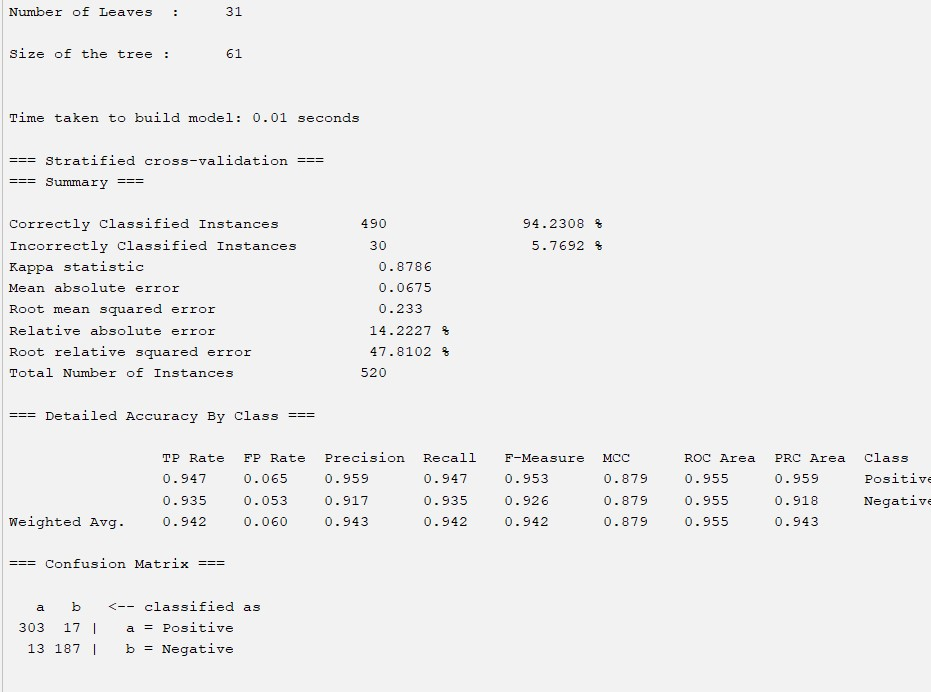 Number of Leaves  :     31
Size of the tree :      61
Time taken to build model: 0.01 seconds
=== Stratified cross-validation ===
=== Summary ===
Correctly Classified Instances         490               94.2308 %
Incorrectly Classified Instances        30                5.7692 %
Kappa statistic                          0.8786
Mean absolute error                      0.0675
Root mean squared error                  0.233
Relative absolute error                 14.2227 %
Root relative squared error             47.8102 %
Total Number of Instances              520
=== Detailed Accuracy By Class ===
                 TP Rate  FP Rate  Precision  Recall   F-Measure  MCC      ROC Area  PRC Area  Class
                 0.947    0.065    0.959      0.947    0.953      0.879    0.955     0.959     Positive
                 0.935    0.053    0.917      0.935    0.926      0.879    0.955     0.918     Negative
Weighted Avg.    0.942    0.060    0.943      0.942    0.942      0.879    0.955     0.943
=== Confusion Matrix ===
   a   b   <-- classified as
 303  17 |   a = Positive
  13 187 |   b = Negative